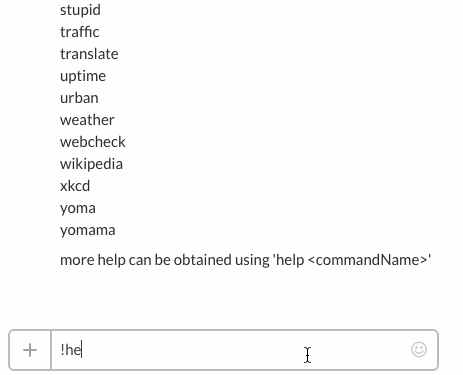 stupid
traffic
translate
uptime
urban
weather
webcheck
wikipedia
xkcd
yoma
yomama
more help can be obtained using 'help <commandName>'
!he